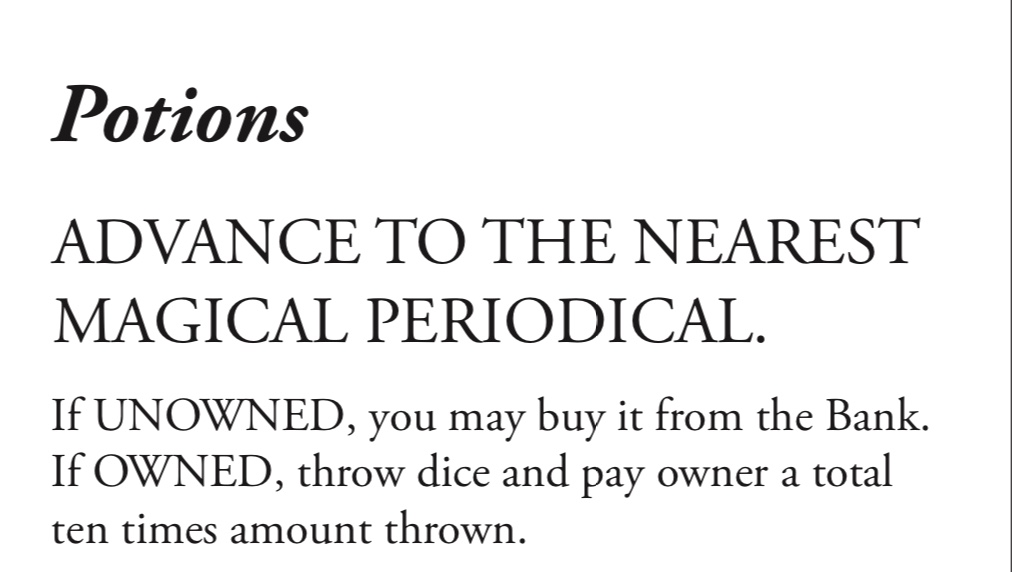 Potions
ADVANCE TO THE NEAREST
MAGICAL PERIODICAL.
If UNOWNED, you may buy it from the Bank.
If OWNED, throw dice and pay owner a total
ten times amount thrown.